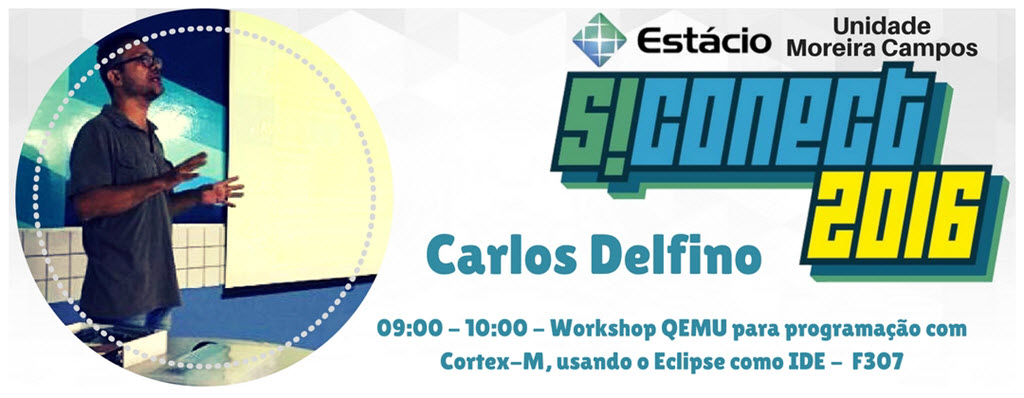 Estácio
Unidade
Moreira Campos
S!CONECT
2016
Carlos Delfino
09:00 - 10:00 - Workshop QEMU para programação com
Cortex-M, usando o Eclipse como IDE - F307